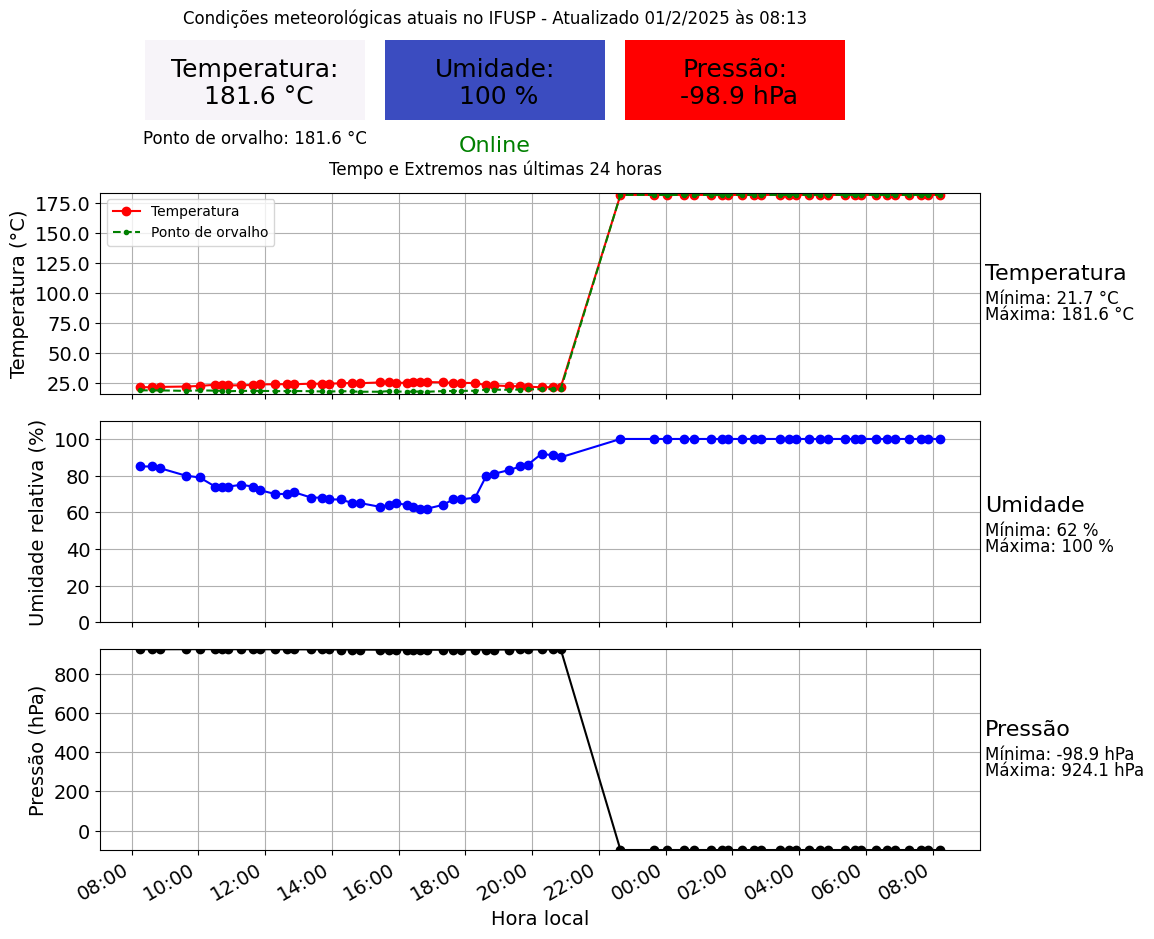 Condições meteorológicas atuais no IFUSP - Atualizado 01/2/2025 às 08:13
Temperatura:
181.6 °C
Umidade:
100 %
Pressão:
-98.9 hPa
Ponto de orvalho: 181.6 °C
Online
Tempo e Extremos nas últimas 24 horas
Temperatura (°C)
175.0
150.0
125.0
100.0
75.0
50.0
25.0
Temperatura
Ponto de orvalho
Temperatura
Mínima: 21.7 °C
Máxima: 181.6 °C
Umidade relativa (%)
100
80
60
40
20
0
Umidade
Mínima: 62 %
Máxima: 100 %
Pressão (hPa)
800
600
400
200
0
Pressão
Mínima: -98.9 hPa
Máxima: 924.1 hPa
08:00 10:00 12:00 14:00 16:00 18:00 20:00 22:00 00:00 02:00 04:00 06:00 08:00
Hora local